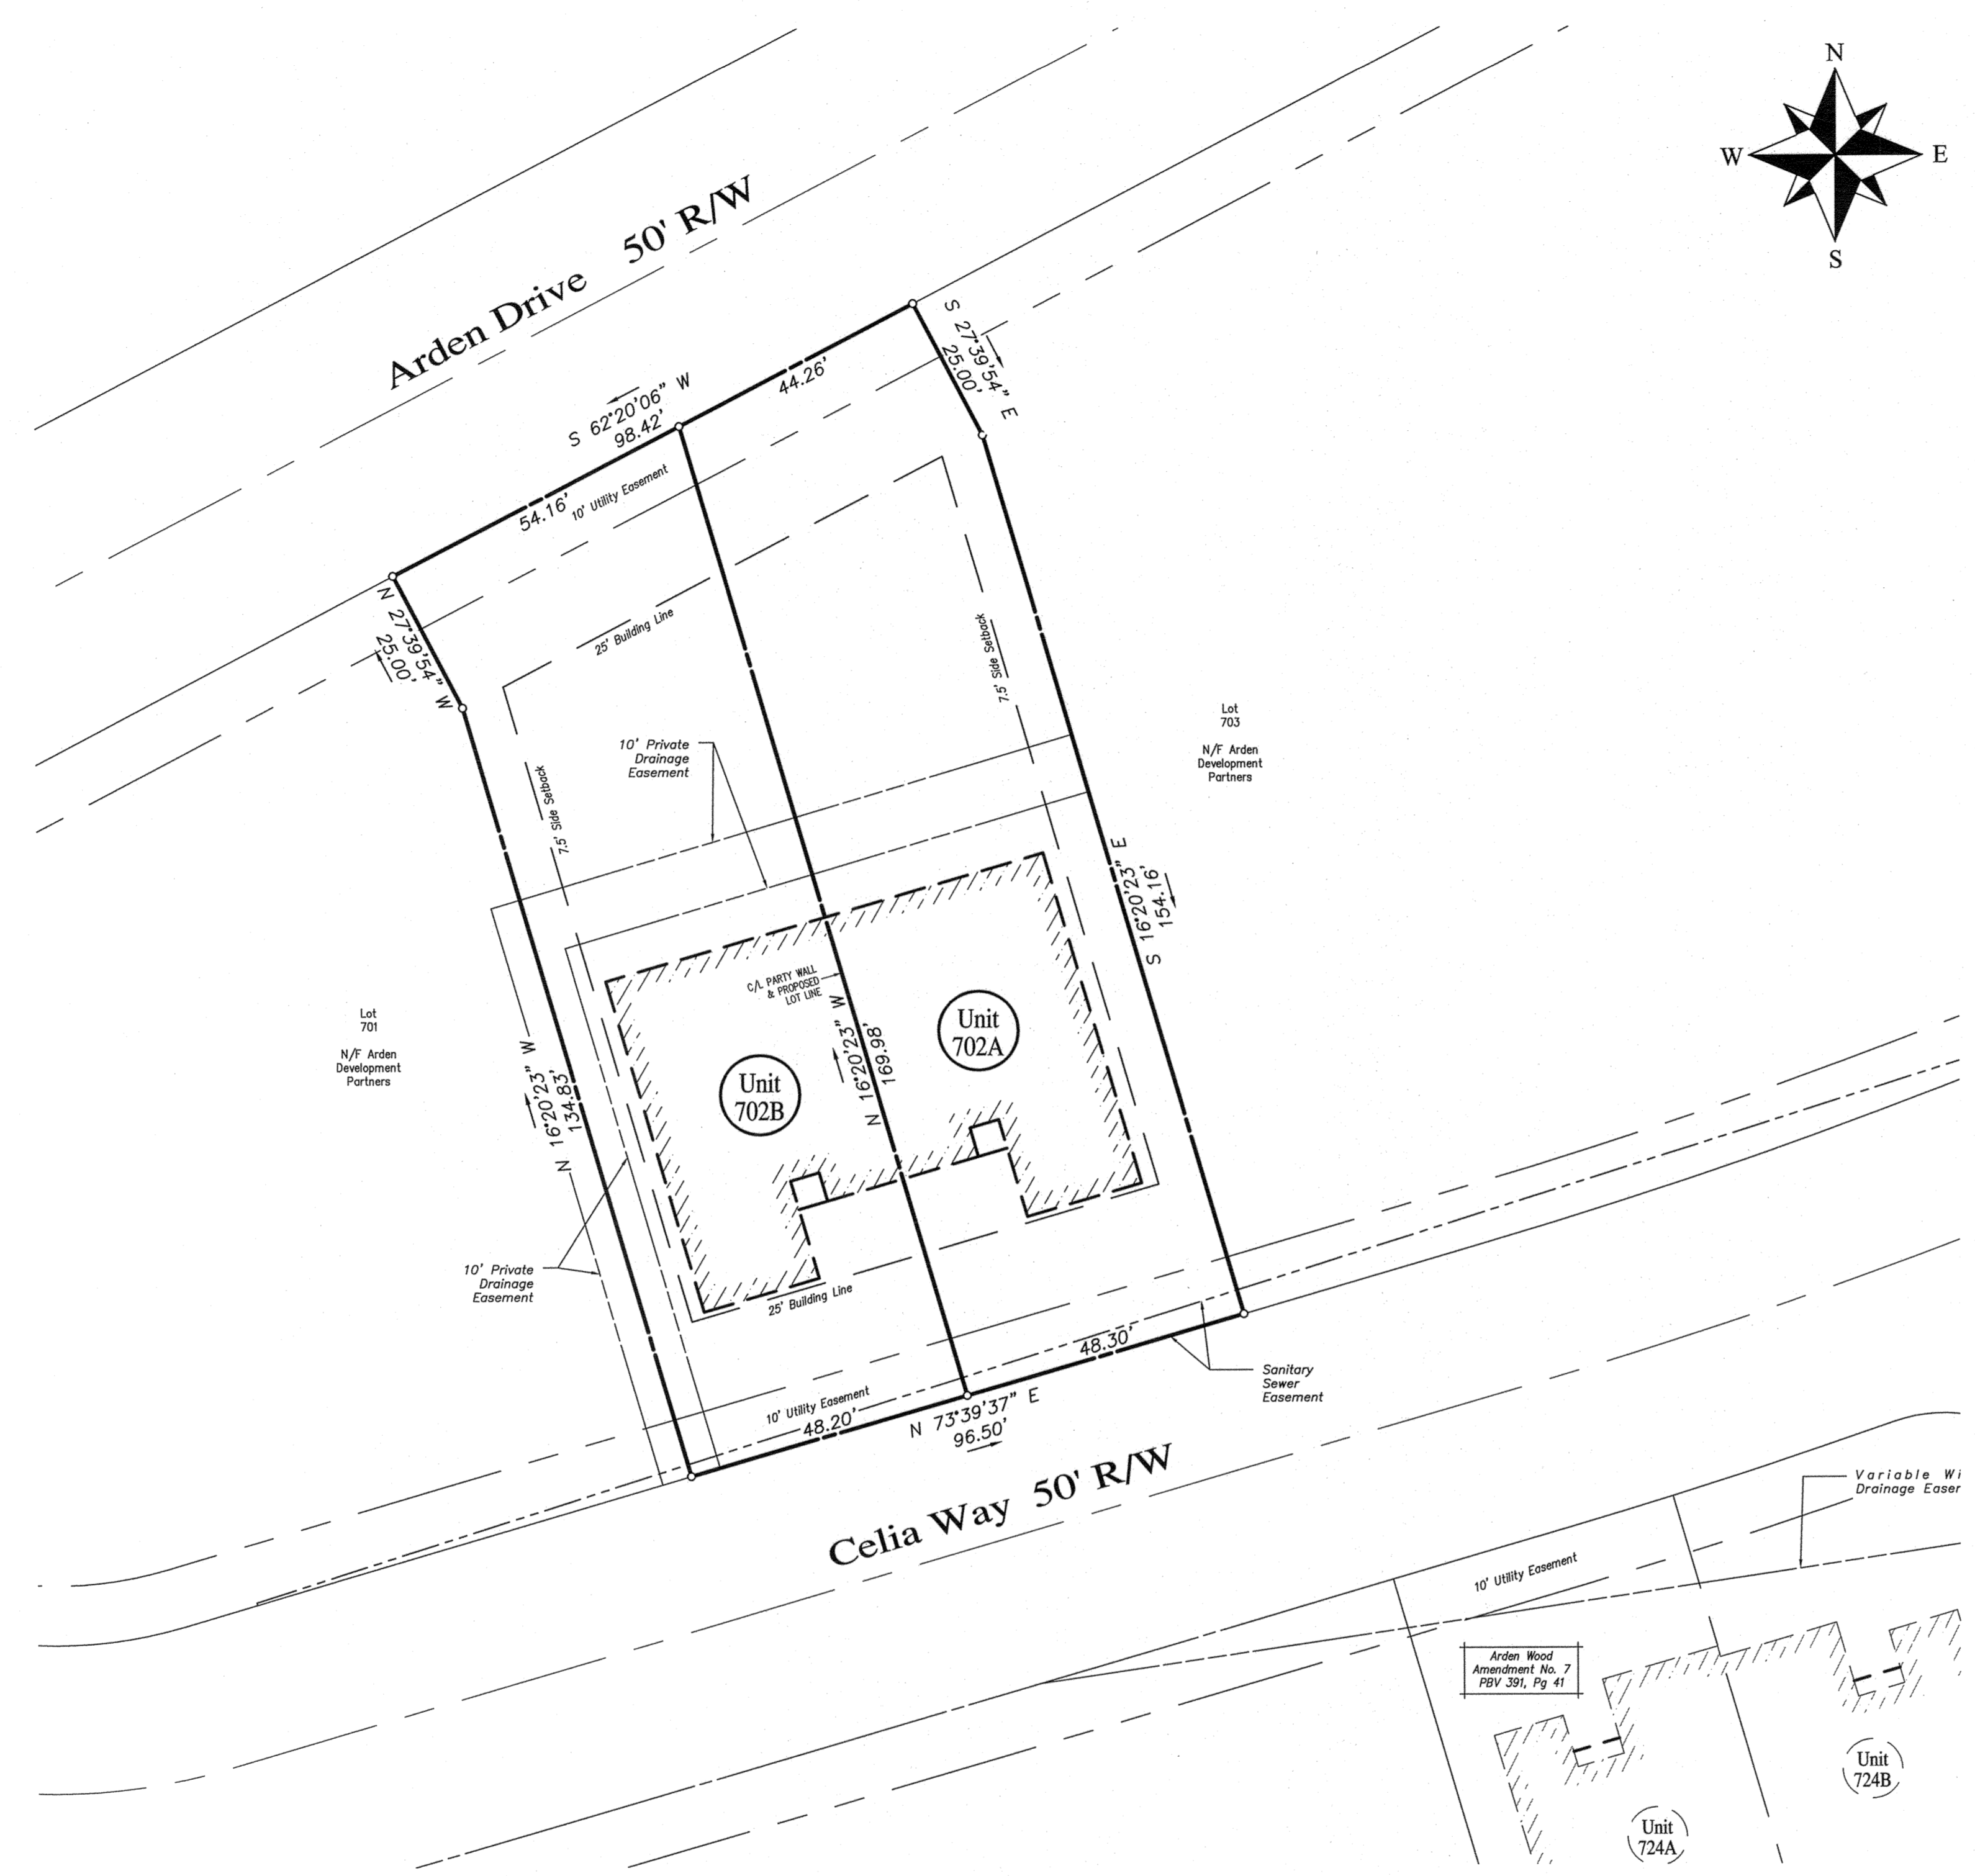 N
W E
S
Arden Drive 50' R/W
S 62°20'06" W
98.42'
44.26'
S 27°39'54" E
25.00'
54.16'
10' Utility Easement
N 27°39'54" W
25.00'
25' Building Line
7.5' Side Setback
7.5' Side Setback
10' Private
Drainage
Easement
Lot
703
N/F Arden
Development
Partners
S 16°20'23" E
154.16'
C/L PARTY WALL
& PROPOSED
LOT LINE
N 16°20'23" W
169.98'
Unit
702A
Unit
702B
Lot
701
N/F Arden
Development
Partners
N 16°20'23" W
134.83'
10' Private
Drainage
Easement
25' Building Line
48.30'
Sanitary
Sewer
Easement
10' Utility Easement
48.20'
N 73°39'37" E
96.50'
Celia Way 50' R/W
Variable Wi
Drainage Easer
10' Utility Easement
Arden Wood
Amendment No. 7
PBV 391, Pg 41
Unit
724B
Unit
724A